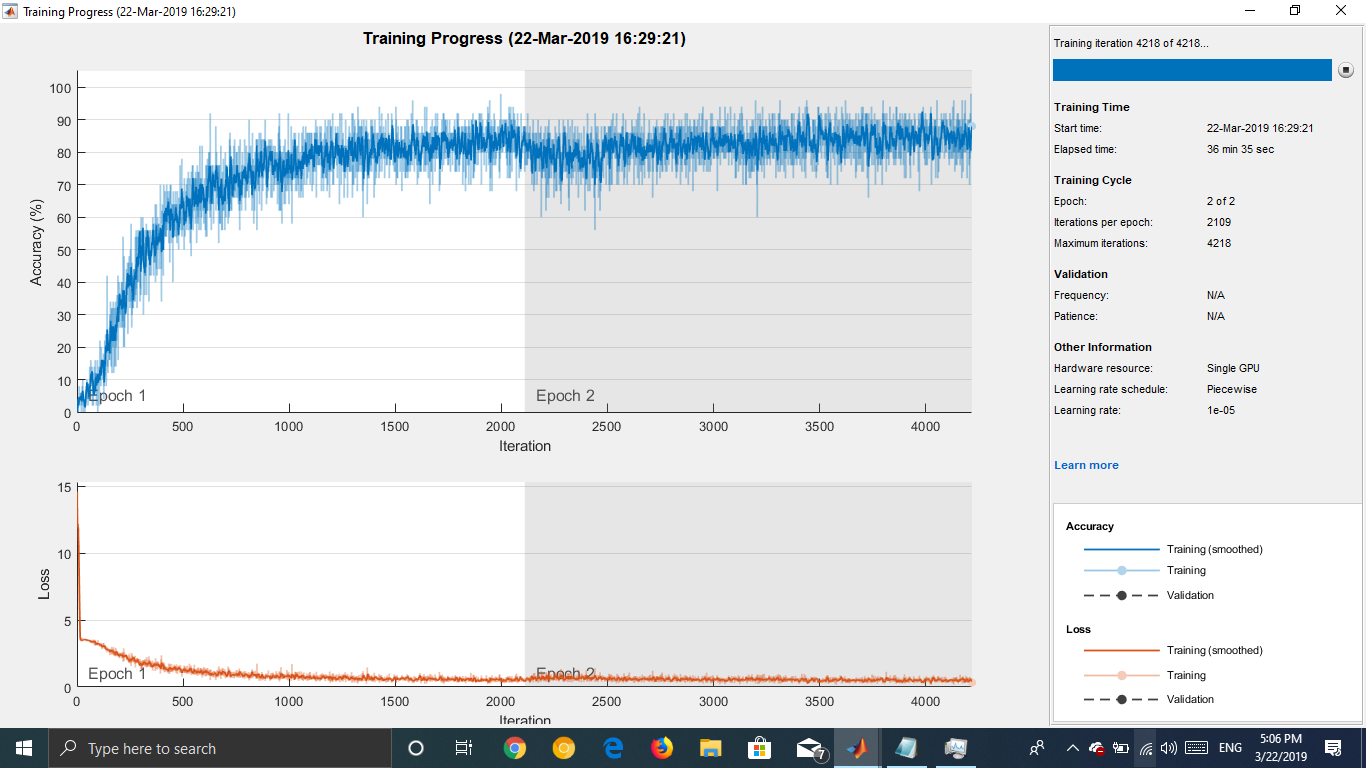 Training Progress (22-Mar-2019 16:29:21)
Training Progress (22-Mar-2019 16:29:21)
100
90
80
70
60
50
40
30
20
10
0
Accuracy (%)
Epoch 1
Epoch 2
0 500 1000 1500 2000 2500 3000 3500 4000
Iteration
15
10
5
0
Loss
Epoch 1
Epoch 2
0 500 1000 1500 2000 2500 3000 3500 4000
Iteration
Training iteration 4218 of 4218...
Training Time
Start time: 22-Mar-2019 16:29:21
Elapsed time: 36 min 35 sec
Training Cycle
Epoch: 2 of 2
Iterations per epoch: 2109
Maximum iterations: 4218
Validation
Frequency: N/A
Patience: N/A
Other Information
Hardware resource: Single GPU
Learning rate schedule: Piecewise
Learning rate: 1e-05
Learn more
Accuracy
Training (smoothed)
Training
Validation
Loss
Training (smoothed)
Training
Validation
Type here to search
7
ENG
5:06 PM
3/22/2019